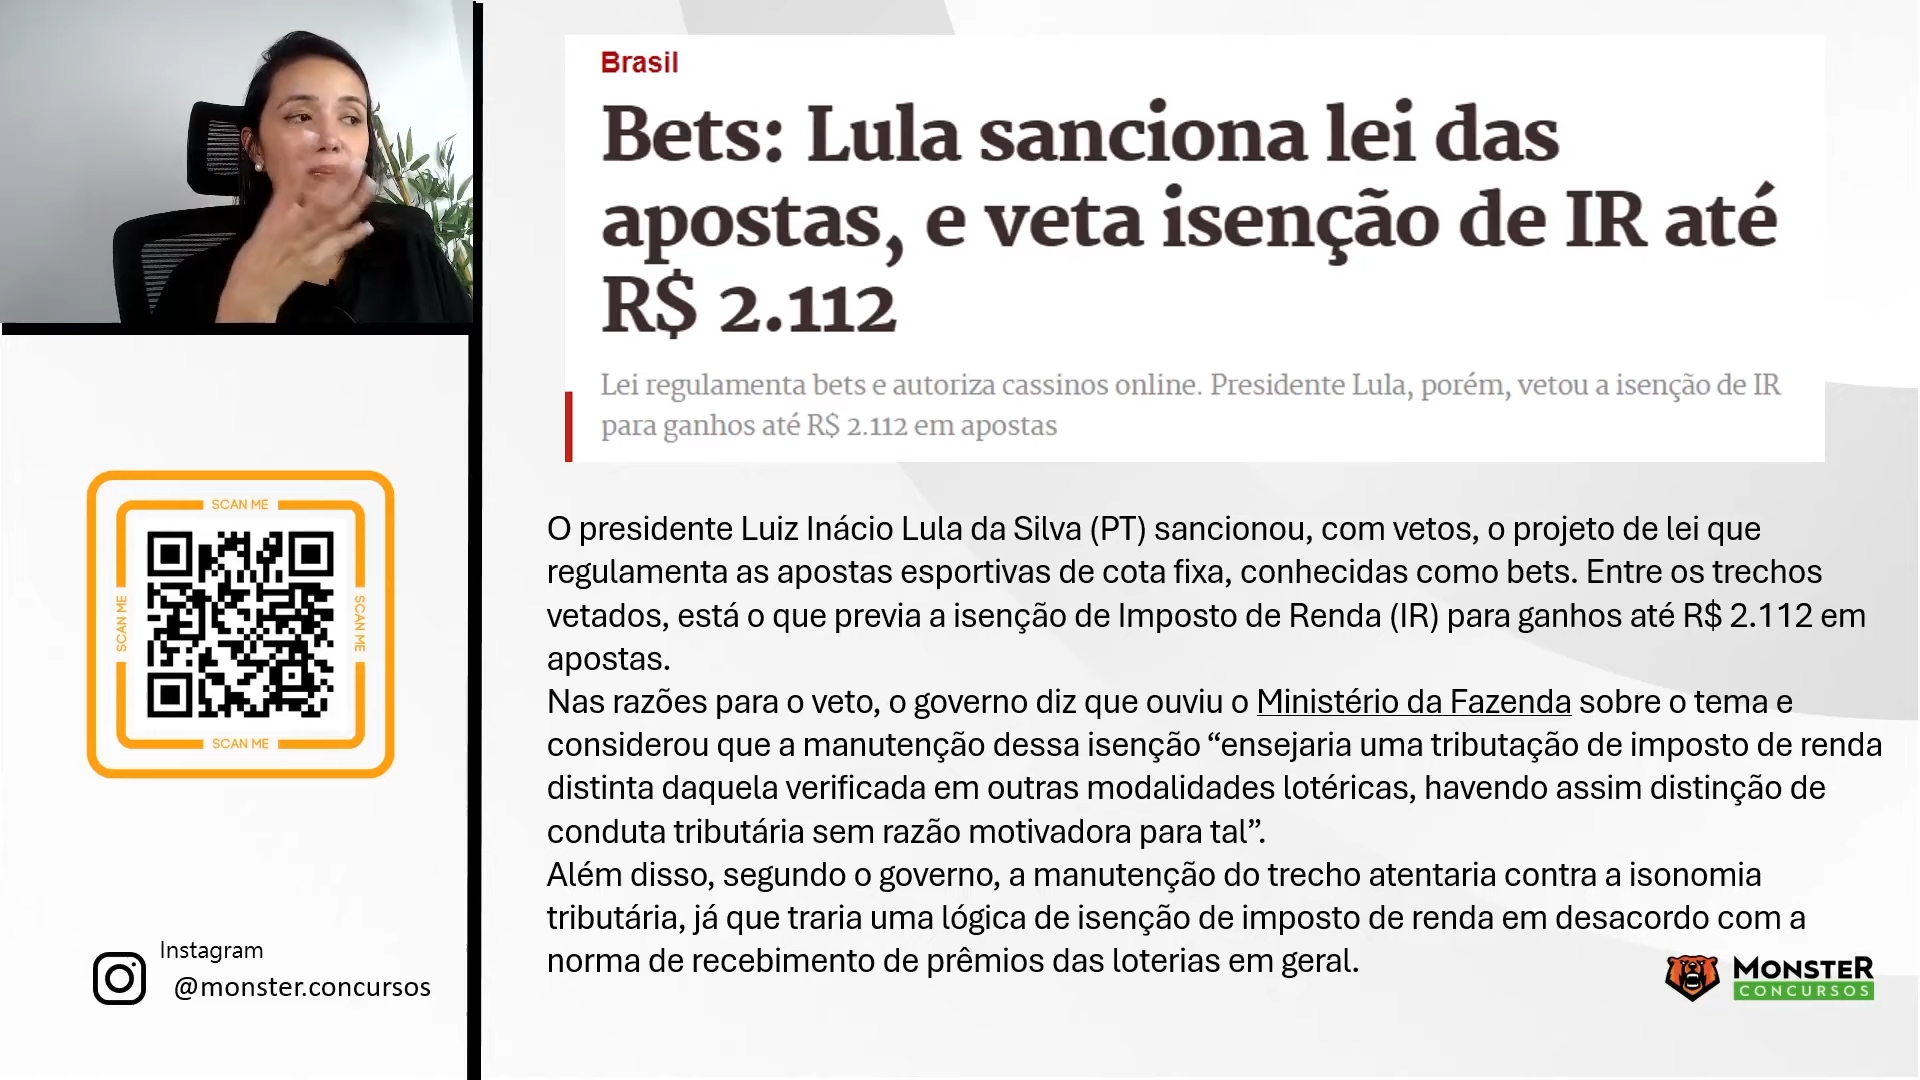 Brasil
Bets: Lula sanciona lei das
apostas, e veta isenção de IR até
R$ 2.112
Lei regulamenta bets e autoriza cassinos online. Presidente Lula, porém, vetou a isenção de IR
para ganhos até R$ 2.112 em apostas
O presidente Luiz Inácio Lula da Silva (PT) sancionou, com vetos, o projeto de lei que
regulamenta as apostas esportivas de cota fixa, conhecidas como bets. Entre os trechos
vetados, está o que previa a isenção de Imposto de Renda (IR) para ganhos até R$ 2.112 em
apostas.
Nas razões para o veto, o governo diz que ouviu o Ministério da Fazenda sobre o tema e
considerou que a manutenção dessa isenção “ensejaria uma tributação de imposto de renda
distinta daquela verificada em outras modalidades lotéricas, havendo assim distinção de
conduta tributária sem razão motivadora para tal”.
Além disso, segundo o governo, a manutenção do trecho atentaria contra a isonomia
tributária, já que traria uma lógica de isenção de imposto de renda em desacordo com a
norma de recebimento de prêmios das loterias em geral.
SCAN ME
SCAN ME
SCAN ME
SCAN ME
Instagram
@monster.concursos
MONSTER
CONCURSOS